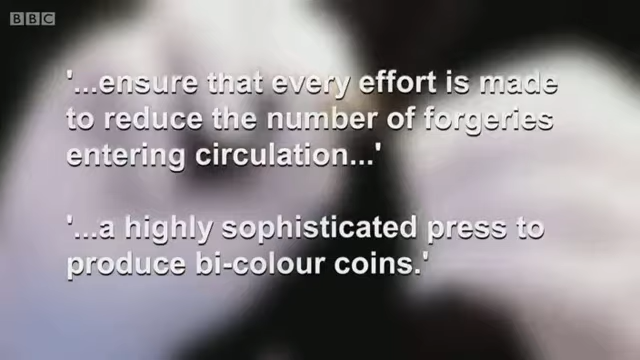 BBC
'...ensure that every effort is made
to reduce the number of forgeries
entering circulation...'
'...a highly sophisticated press to
produce bi-colour coins.'